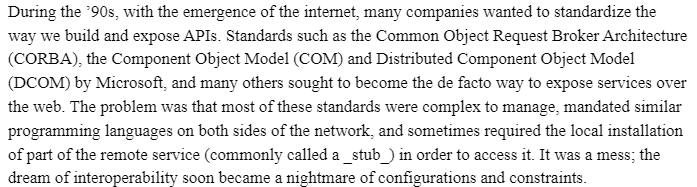 During the ’90s, with the emergence of the internet, many companies wanted to standardize the
way we build and expose APIs. Standards such as the Common Object Request Broker Architecture
(CORBA), the Component Object Model (COM) and Distributed Component Object Model
(DCOM) by Microsoft, and many others sought to become the de facto way to expose services over
the web. The problem was that most of these standards were complex to manage, mandated similar
programming languages on both sides of the network, and sometimes required the local installation
of part of the remote service (commonly called a _stub_) in order to access it. It was a mess; the
dream of interoperability soon became a nightmare of configurations and constraints.